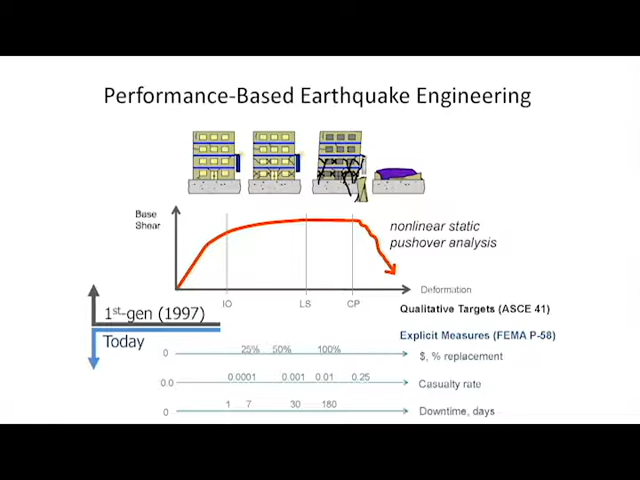 Performance-Based Earthquake Engineering
Base
Shear
nonlinear static
pushover analysis
Deformation
IO LS CP
Qualitative Targets (ASCE 41)
1st-gen (1997)
Explicit Measures (FEMA P-58)
Today
0 25% 50% 100% $, % replacement
0.0 0.0001 0.001 0.01 0.25 Casualty rate
0 1 7 30 180 Downtime, days